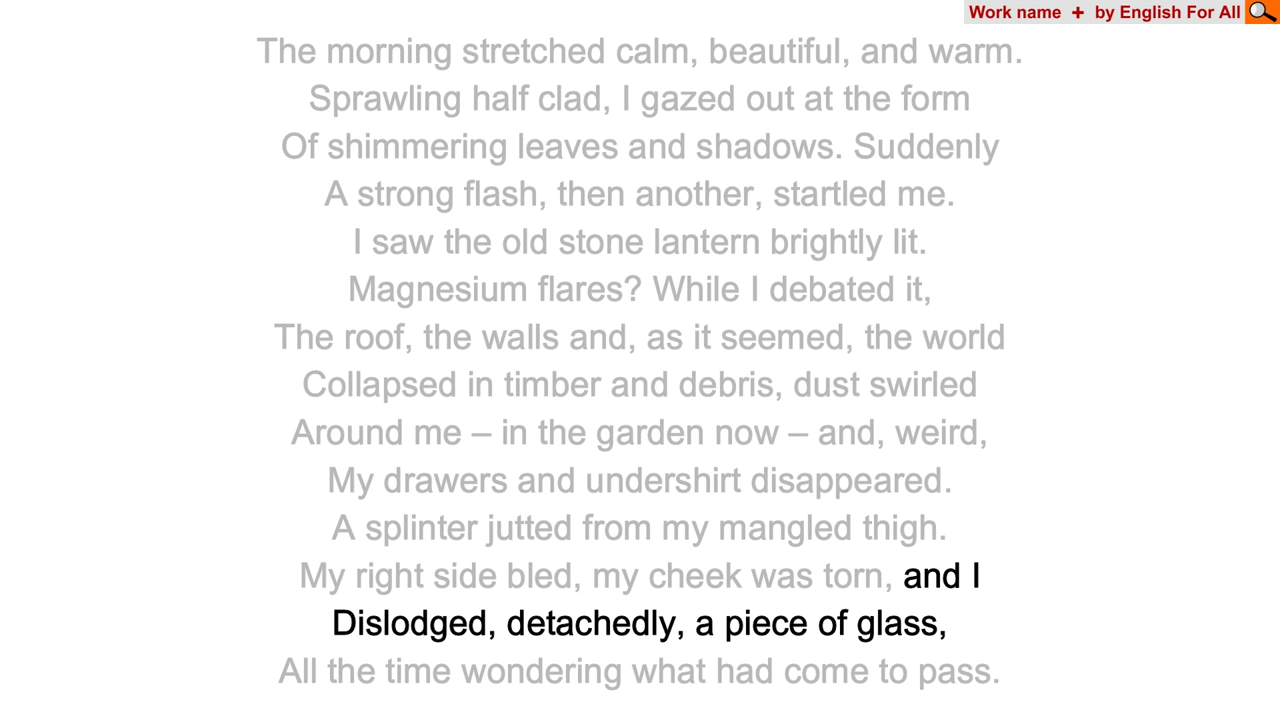 Work name + by English For All
The morning stretched calm, beautiful, and warm.
Sprawling half clad, I gazed out at the form
Of shimmering leaves and shadows. Suddenly
A strong flash, then another, startled me.
I saw the old stone lantern brightly lit.
Magnesium flares? While I debated it,
The roof, the walls and, as it seemed, the world
Collapsed in timber and debris, dust swirled
Around me – in the garden now – and, weird,
My drawers and undershirt disappeared.
A splinter jutted from my mangled thigh.
My right side bled, my cheek was torn, and I
Dislodged, detachedly, a piece of glass,
All the time wondering what had come to pass.